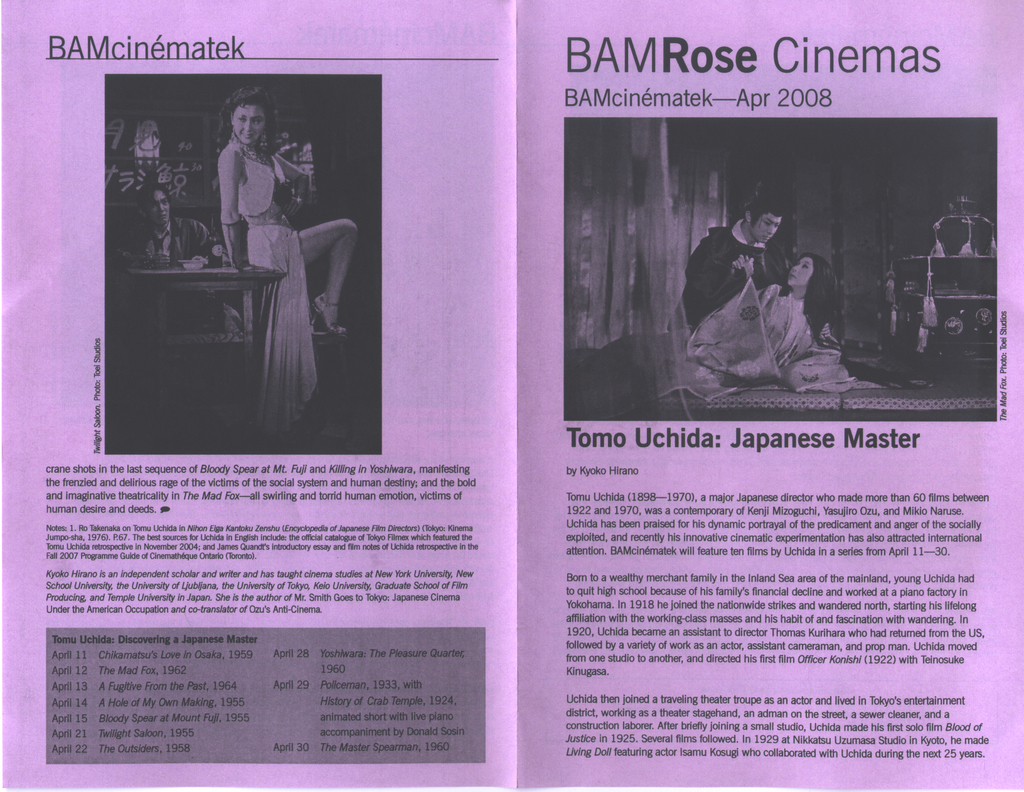 BAMcinématek
Twilight Saloon. Photo: Toei Studios
crane shots in the last sequence of Bloody Spear at Mt. Fuji and Killing in Yoshiwara, manifesting
the frenzied and delirious rage of the victims of the social system and human destiny; and the bold
and imaginative theatricality in The Mad Fox—all swirling and torrid human emotion, victims of
human desire and deeds.
Notes: 1. Ro Takenaka on Tomu Uchida in Nihon Eiga Kantoku Zenshu (Encyclopedia of Japanese Film Directors) (Tokyo: Kinema
Jumpo-sha, 1976). P.67. The best sources for Uchida in English include: the official catalogue of Tokyo Filmex which featured the
Tomu Uchida retrospective in November 2004; and James Quandt's introductory essay and film notes of Uchida retrospective in the
Fall 2007 Programme Guide of Cinemathéque Ontario (Toronto).
Kyoko Hirano is an independent scholar and writer and has taught cinema studies at New York University, New
School University, the University of Ljubljana, the University of Tokyo, Keio University, Graduate School of Film
Producing, and Temple University in Japan. She is the author of Mr. Smith Goes to Tokyo: Japanese Cinema
Under the American Occupation and co-translator of Ozu's Anti-Cinema.
Tomu Uchida: Discovering a Japanese Master
April 11 Chikamatsu's Love in Osaka, 1959
April 12 The Mad Fox, 1962
April 13 A Fugitive From the Past, 1964
April 14 A Hole of My Own Making, 1955
April 15 Bloody Spear at Mount Fuji, 1955
April 21 Twilight Saloon, 1955
April 22 The Outsiders, 1958
April 28 Yoshiwara: The Pleasure Quarter,
1960
April 29 Policeman, 1933, with
History of Crab Temple, 1924,
animated short with live piano
accompaniment by Donald Sosin
April 30 The Master Spearman, 1960
BAMRose Cinemas
BAMcinématek—Apr 2008
The Mad Fox. Photo: Toei Studios
Tomo Uchida: Japanese Master
by Kyoko Hirano
Tomu Uchida (1898—1970), a major Japanese director who made more than 60 films between
1922 and 1970, was a contemporary of Kenji Mizoguchi, Yasujiro Ozu, and Mikio Naruse.
Uchida has been praised for his dynamic portrayal of the predicament and anger of the socially
exploited, and recently his innovative cinematic experimentation has also attracted international
attention. BAMcinématek will feature ten films by Uchida in a series from April 11—30.
Born to a wealthy merchant family in the Inland Sea area of the mainland, young Uchida had
to quit high school because of his family's financial decline and worked at a piano factory in
Yokohama. In 1918 he joined the nationwide strikes and wandered north, starting his lifelong
affiliation with the working-class masses and his habit of and fascination with wandering. In
1920, Uchida became an assistant to director Thomas Kurihara who had returned from the US,
followed by a variety of work as an actor, assistant cameraman, and prop man. Uchida moved
from one studio to another, and directed his first film Officer Konishi (1922) with Teinosuke
Kinugasa.
Uchida then joined a traveling theater troupe as an actor and lived in Tokyo's entertainment
district, working as a theater stagehand, an adman on the street, a sewer cleaner, and a
construction laborer. After briefly joining a small studio, Uchida made his first solo film Blood of
Justice in 1925. Several films followed. In 1929 at Nikkatsu Uzumasa Studio in Kyoto, he made
Living Doll featuring actor Isamu Kosugi who collaborated with Uchida during the next 25 years.